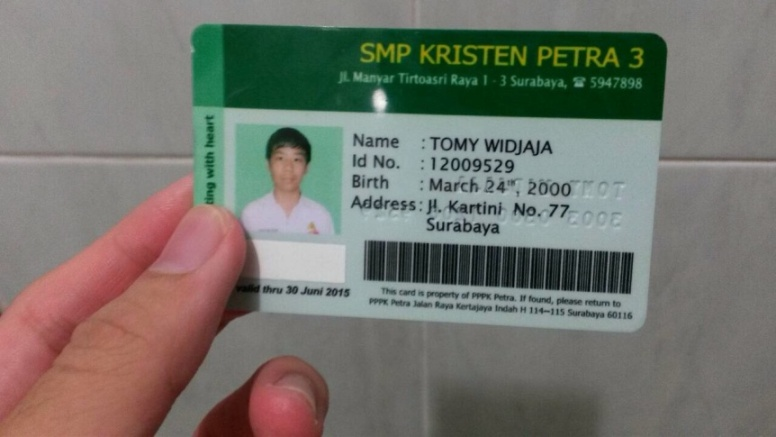 SMP KRISTEN PETRA 3
Jl. Manyar Tirtoasri Raya 1 - 3 Surabaya, ☎ 5947898
ting with heart
Name : TOMY WIDJAJA
Id No. : 12009529
Birth : March 24th, 2000
Address : Jl. Kartini No. 77
Surabaya
valid thru 30 Juni 2015
This card is property of PPPK Petra. If found, please return to
PPPK Petra Jalan Raya Kertajaya Indah H 114-115 Surabaya 60116